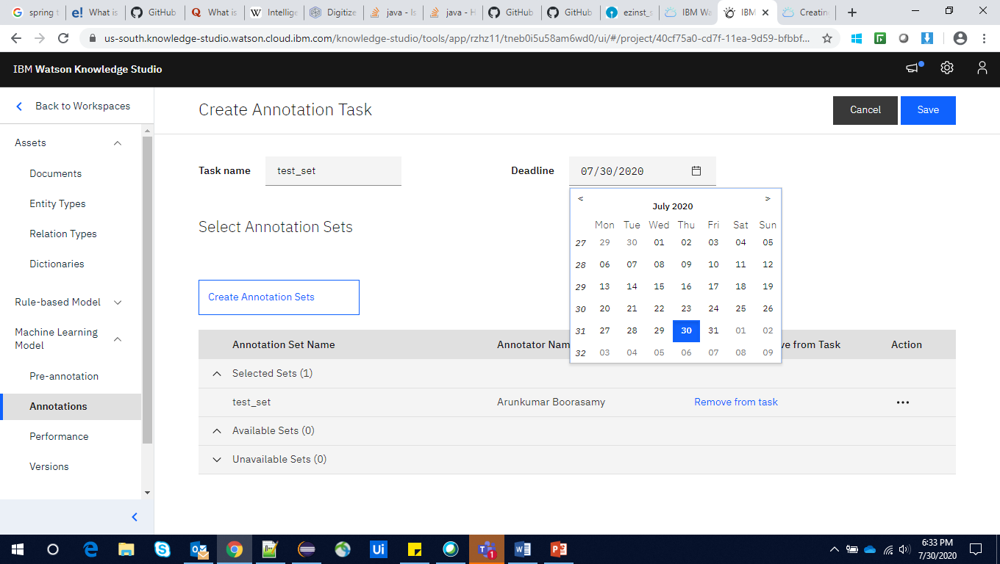 spring t
What is
GitHub
What is
Intellige
Digitize
java - Is
java - H
GitHub
GitHub
ezinst_s
IBM Wa
IBM
Creatin
us-south.knowledge-studio.watson.cloud.ibm.com/knowledge-studio/tools/app/rzhz11/tneb0i5u58am6wd0/ui/#/project/40cf75a0-cd7f-11ea-9d59-bfbbf...
IBM Watson Knowledge Studio
Back to Workspaces
Create Annotation Task
Cancel
Save
Assets
Documents
Entity Types
Relation Types
Dictionaries
Rule-based Model
Machine Learning
Model
Pre-annotation
Annotations
Performance
Versions
Task name
test_set
Deadline
07/30/2020
< >
July 2020
Mon Tue Wed Thu Fri Sat Sun
27 29 30 01 02 03 04 05
28 06 07 08 09 10 11 12
29 13 14 15 16 17 18 19
30 20 21 22 23 24 25 26
31 27 28 29 30 31 01 02
32 03 04 05 06 07 08 09
Select Annotation Sets
Create Annotation Sets
Annotation Set Name
Annotator Nam
ve from Task
Action
Selected Sets (1)
test_set
Arunkumar Boorasamy
Remove from task
Available Sets (0)
Unavailable Sets (0)
6:33 PM
7/30/2020